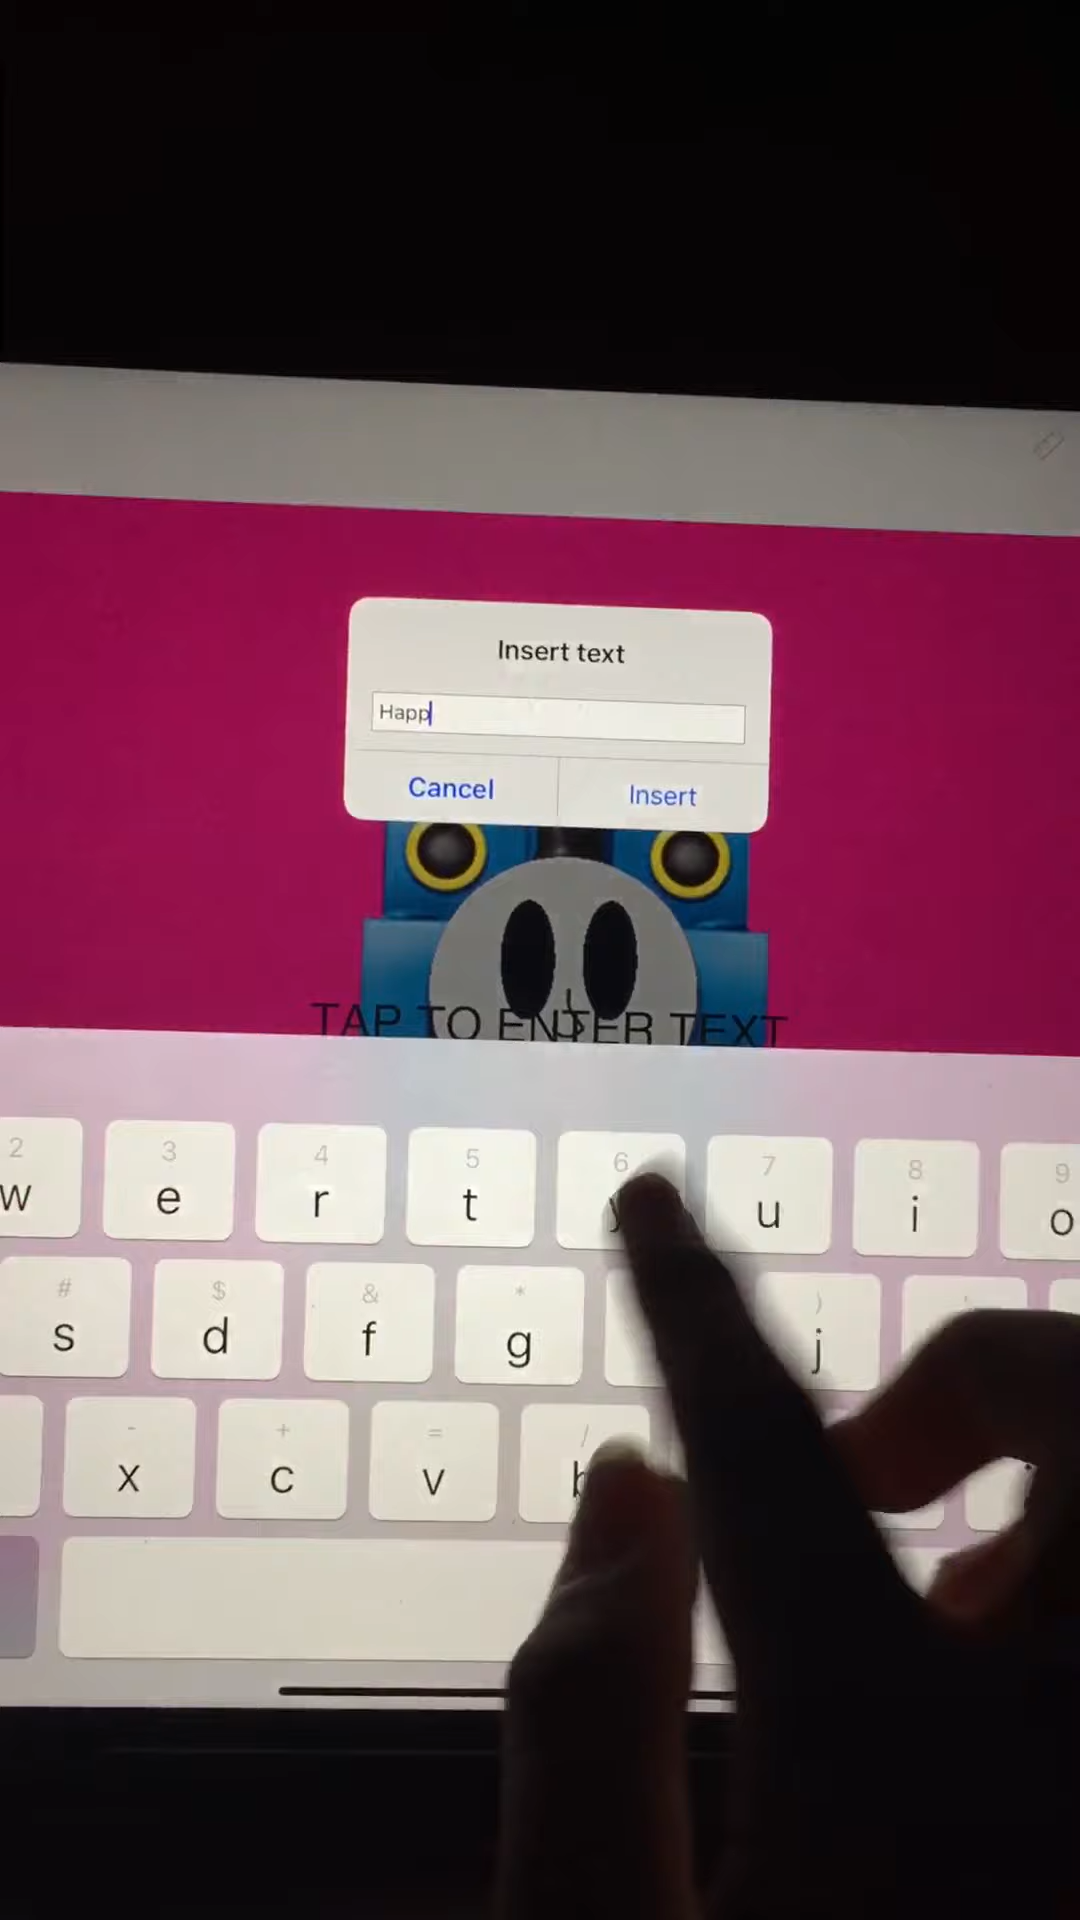 Insert text
Happ
Cancel
Insert
TAP TO ENTER TEXT
2 3 4 5 6 7 8 9
w e r t y u i o
# $ & * ) '
s d f g j
- + = /
x c v b